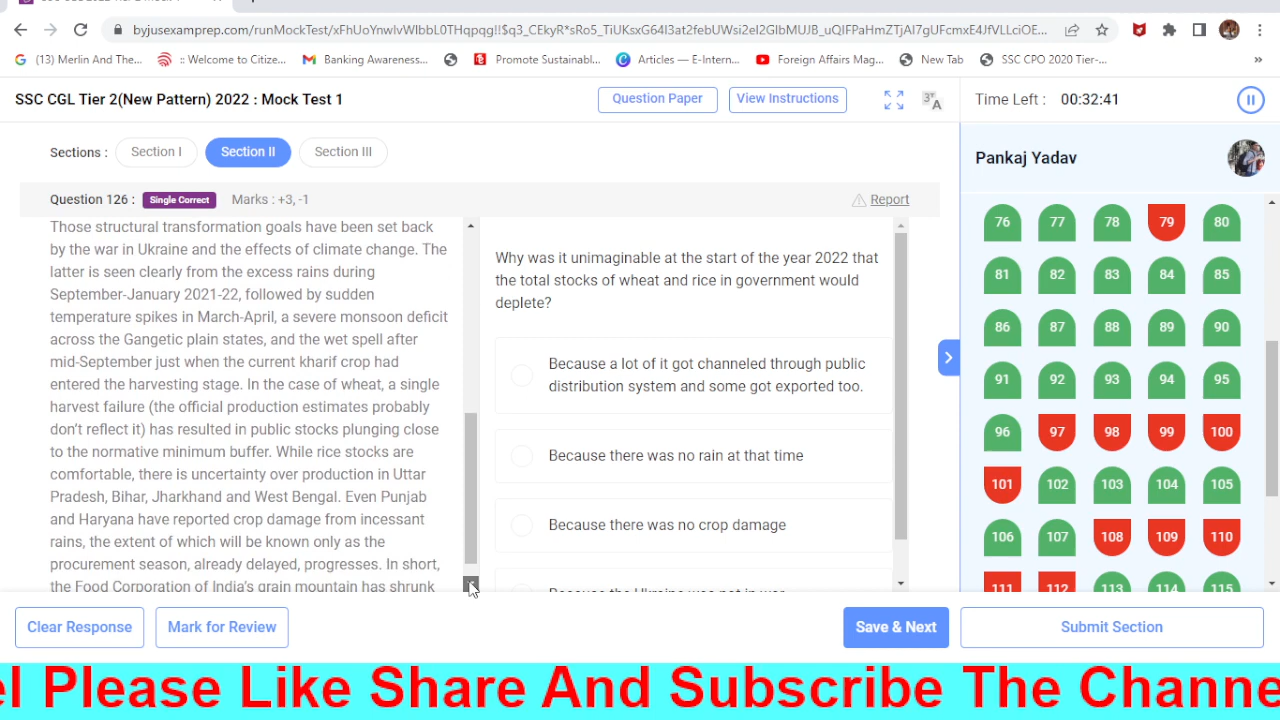 byjusexamprep.com/runMockTest/xFhUoYnwlvWlbbL0THqpqg!!$q3_CEkyR*sRo5_TiUKsxG64l3at2febUWsi2eI2GlbMUJ8_uQIFPaHmZTjAI7gUFcmxE4JfVLLciOE...
(13) Merlin And The...
:: Welcome to Citize...
Banking Awareness...
Promote Sustainabl...
Articles — E-Intern...
Foreign Affairs Mag...
New Tab
SSC CPO 2020 Tier-...
»
SSC CGL Tier 2(New Pattern) 2022 : Mock Test 1
Question Paper
View Instructions
Time Left : 00:32:41
Sections :
Section I
Section II
Section III
Pankaj Yadav
Question 126 : Single Correct Marks : +3, -1
Report
Those structural transformation goals have been set back
by the war in Ukraine and the effects of climate change. The
latter is seen clearly from the excess rains during
September-January 2021-22, followed by sudden
temperature spikes in March-April, a severe monsoon deficit
across the Gangetic plain states, and the wet spell after
mid-September just when the current kharif crop had
entered the harvesting stage. In the case of wheat, a single
harvest failure (the official production estimates probably
don't reflect it) has resulted in public stocks plunging close
to the normative minimum buffer. While rice stocks are
comfortable, there is uncertainty over production in Uttar
Pradesh, Bihar, Jharkhand and West Bengal. Even Punjab
and Haryana have reported crop damage from incessant
rains, the extent of which will be known only as the
procurement season, already delayed, progresses. In short,
the Food Corporation of India's grain mountain has shrunk
Why was it unimaginable at the start of the year 2022 that
the total stocks of wheat and rice in government would
deplete?
Because a lot of it got channeled through public
distribution system and some got exported too.
Because there was no rain at that time
Because there was no crop damage
Because the Ukraine was not in war
76 77 78 79 80
81 82 83 84 85
86 87 88 89 90
91 92 93 94 95
96 97 98 99 100
101 102 103 104 105
106 107 108 109 110
111 112 113 114 115
Clear Response
Mark for Review
Save & Next
Submit Section
el Please Like Share And Subscribe The Channe